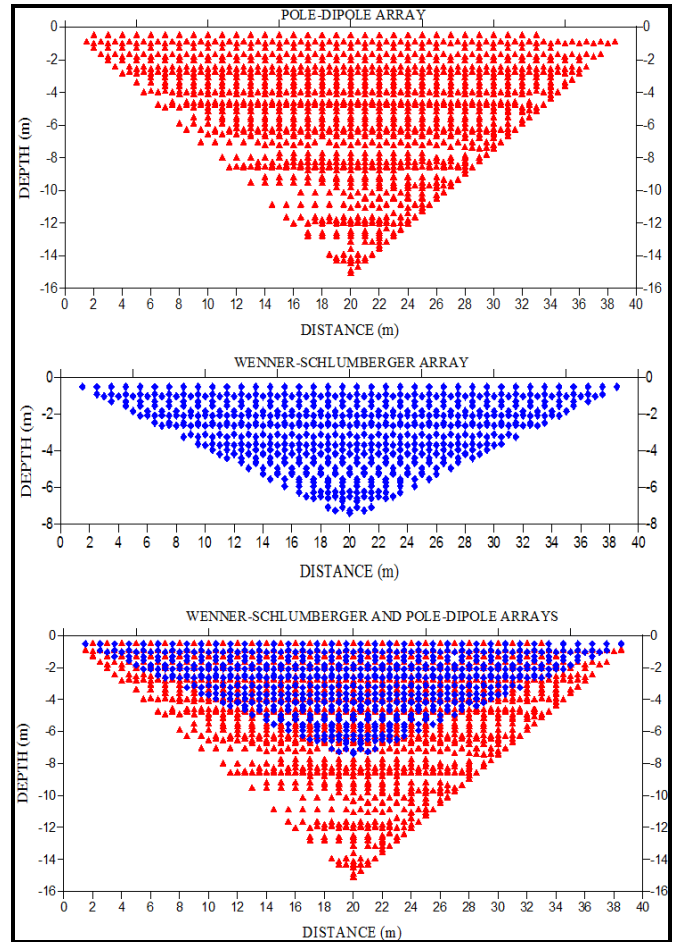 POLE-DIPOLE ARRAY
0 0
-2 -2
-4 -4
-6 -6
-8 -8
-10 -10
-12 -12
-14 -14
-16 -16
0 2 4 6 8 10 12 14 16 18 20 22 24 26 28 30 32 34 36 38 40
DEPTH (m)
DISTANCE (m)
WENNER-SCHLUMBERGER ARRAY
0 0
-2 -2
-4 -4
-6 -6
-8 -8
0 2 4 6 8 10 12 14 16 18 20 22 24 26 28 30 32 34 36 38 40
DEPTH (m)
DISTANCE (m)
WENNER-SCHLUMBERGER AND POLE-DIPOLE ARRAYS
0 0
-2 -2
-4 -4
-6 -6
-8 -8
-10 -10
-12 -12
-14 -14
-16 -16
0 2 4 6 8 10 12 14 16 18 20 22 24 26 28 30 32 34 36 38 40
DEPTH (m)
DISTANCE (m)